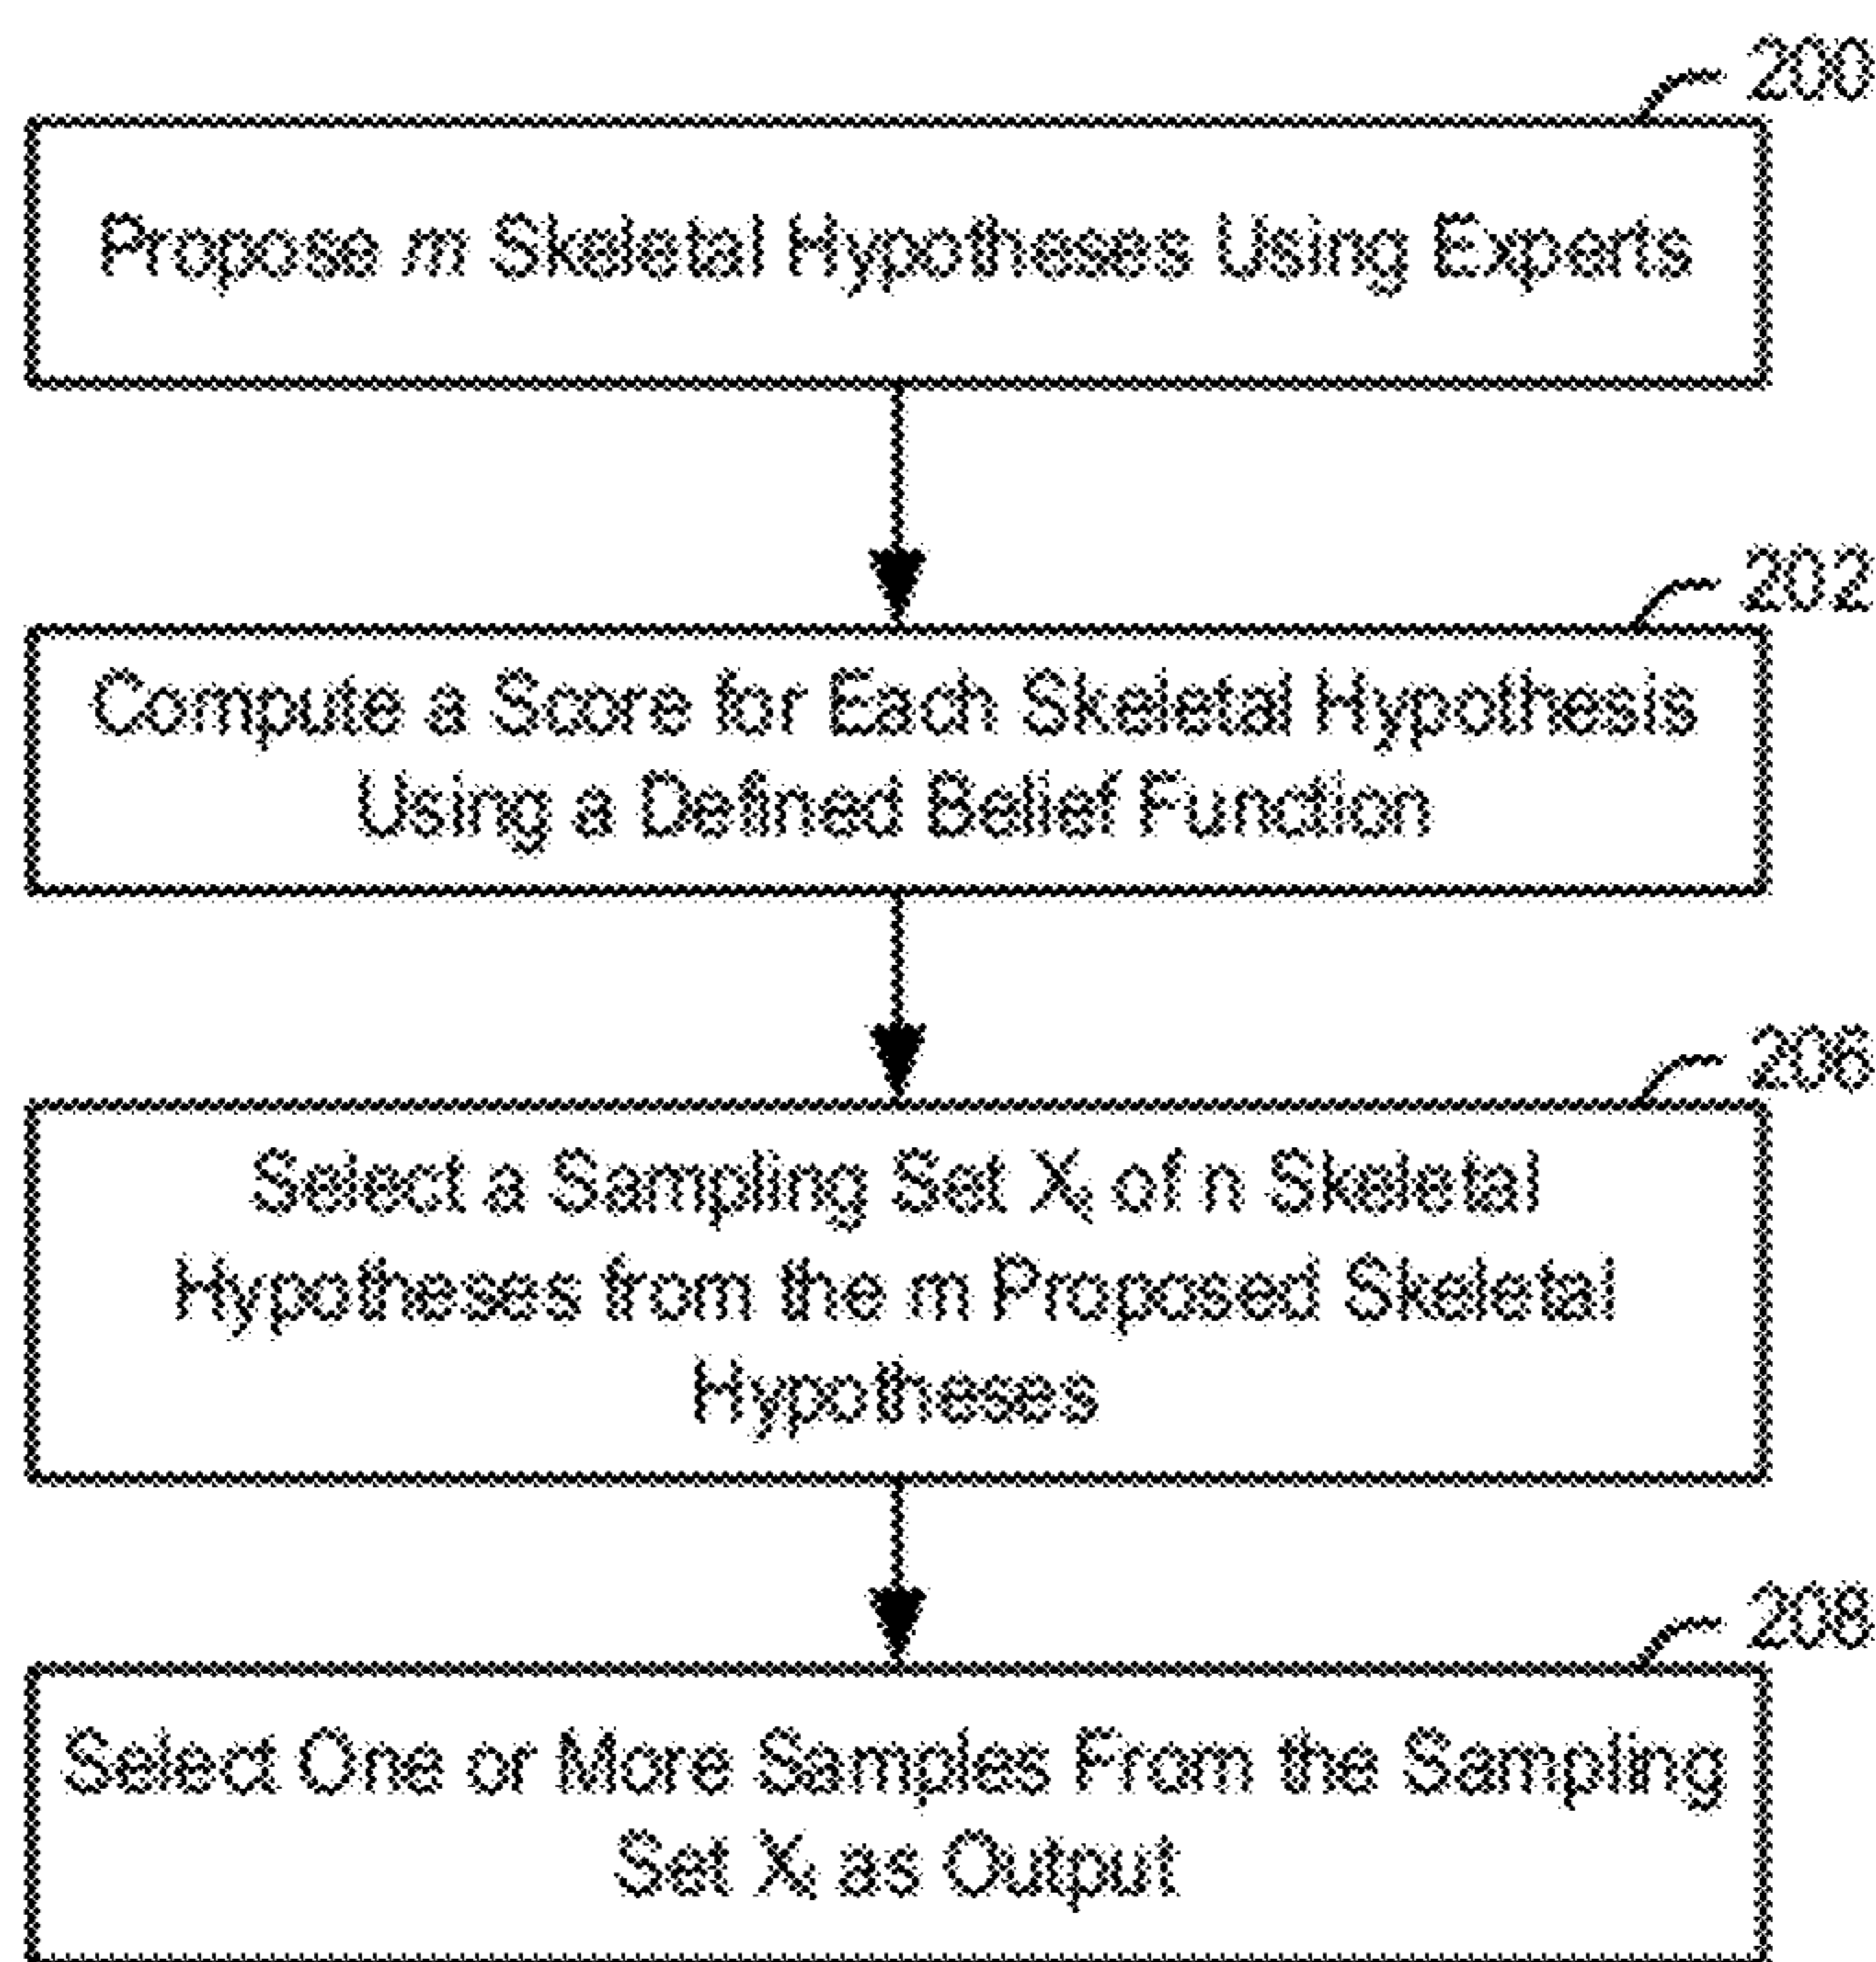 200
Propose m Skeletal Hypotheses Using Experts
202
Compute a Score for Each Skeletal Hypothesis
Using a Defined Belief Function
206
Select a Sampling Set Xₜ of n Skeletal
Hypotheses from the m Proposed Skeletal
Hypotheses
208
Select One or More Samples From the Sampling
Set Xₜ as Output